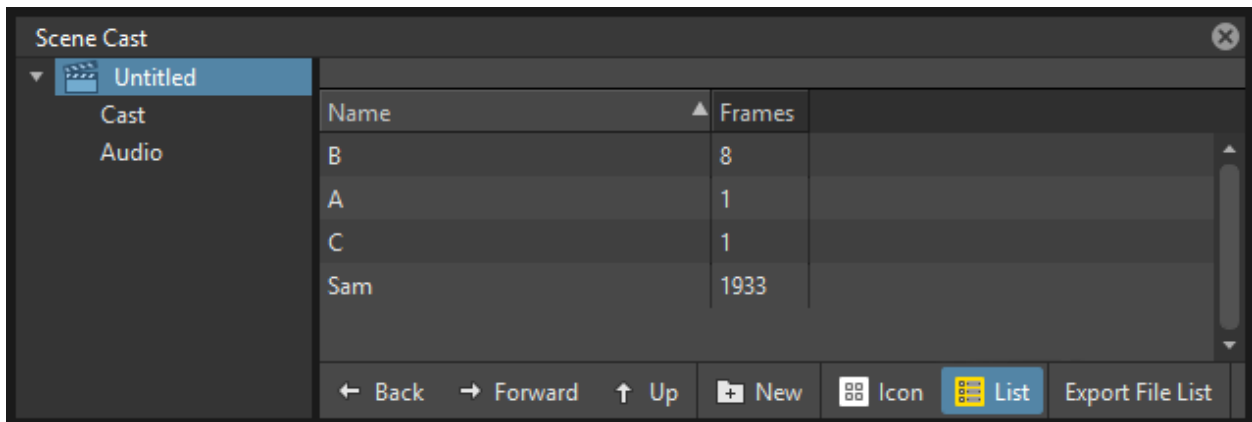 Scene Cast
Untitled
Cast
Audio
Name Frames
B 8
A 1
C 1
Sam 1933
Back Forward Up New Icon List Export File List